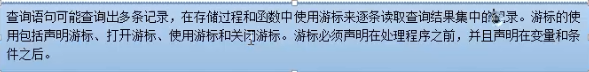 查询语句可能查询出多条记录，在存储过程和函数中使用游标来逐条读取查询结果集中的记录。游标的使
用包括声明游标、打开游标、使用游标和关闭游标。游标必须声明在处理程序之前，并且声明在变量和条
件之后。